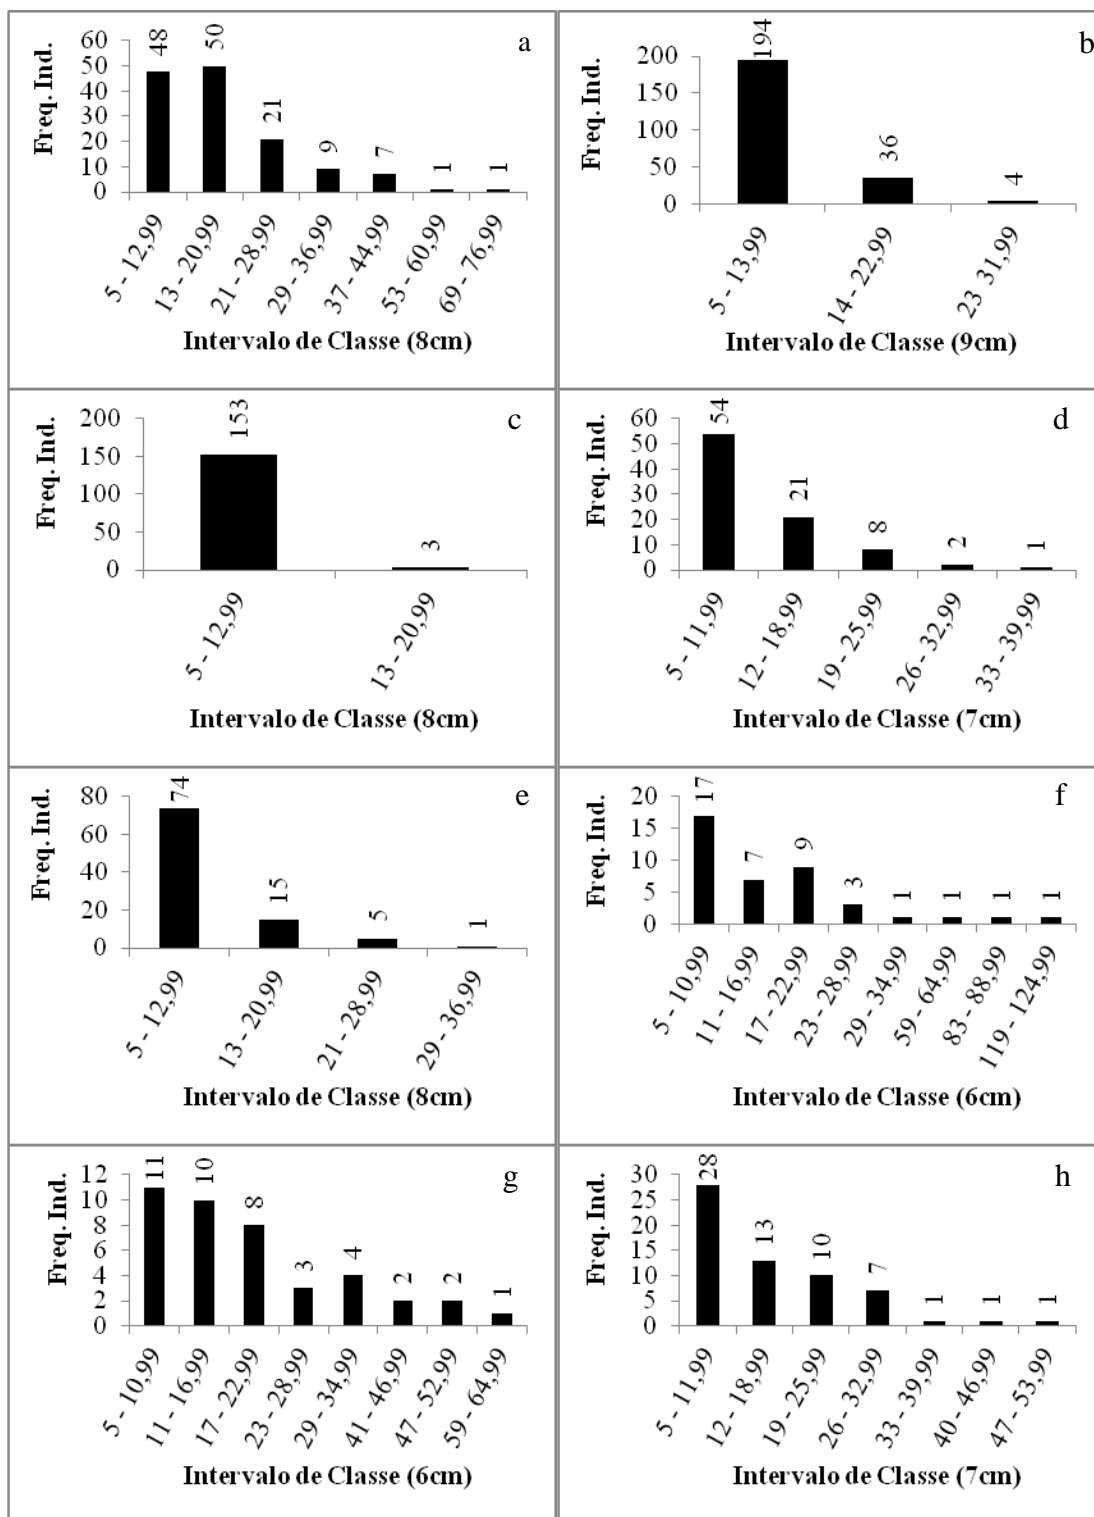 a
Freq. Ind.
60
50
40
30
20
10
0
48
50
21
9
7
1
1
5 - 12,99
13 - 20,99
21 - 28,99
29 - 36,99
37 - 44,99
53 - 60,99
69 - 76,99
Intervalo de Classe (8cm)
b
Freq. Ind.
200
150
100
50
0
194
36
4
5 - 13,99
14 - 22,99
23 31,99
Intervalo de Classe (9cm)
c
Freq. Ind.
200
150
100
50
0
153
3
5 - 12,99
13 - 20,99
Intervalo de Classe (8cm)
d
Freq. Ind.
60
50
40
30
20
10
0
54
21
8
2
1
5 - 11,99
12 - 18,99
19 - 25,99
26 - 32,99
33 - 39,99
Intervalo de Classe (7cm)
e
Freq. Ind.
80
60
40
20
0
74
15
5
1
5 - 12,99
13 - 20,99
21 - 28,99
29 - 36,99
Intervalo de Classe (8cm)
f
Freq. Ind.
20
15
10
5
0
17
7
9
3
1
1
1
1
5 - 10,99
11 - 16,99
17 - 22,99
23 - 28,99
29 - 34,99
59 - 64,99
83 - 88,99
119 - 124,99
Intervalo de Classe (6cm)
g
Freq. Ind.
12
10
8
6
4
2
0
11
10
8
3
4
2
2
1
5 - 10,99
11 - 16,99
17 - 22,99
23 - 28,99
29 - 34,99
41 - 46,99
47 - 52,99
59 - 64,99
Intervalo de Classe (6cm)
h
Freq. Ind.
30
25
20
15
10
5
0
28
13
10
7
1
1
1
5 - 11,99
12 - 18,99
19 - 25,99
26 - 32,99
33 - 39,99
40 - 46,99
47 - 53,99
Intervalo de Classe (7cm)